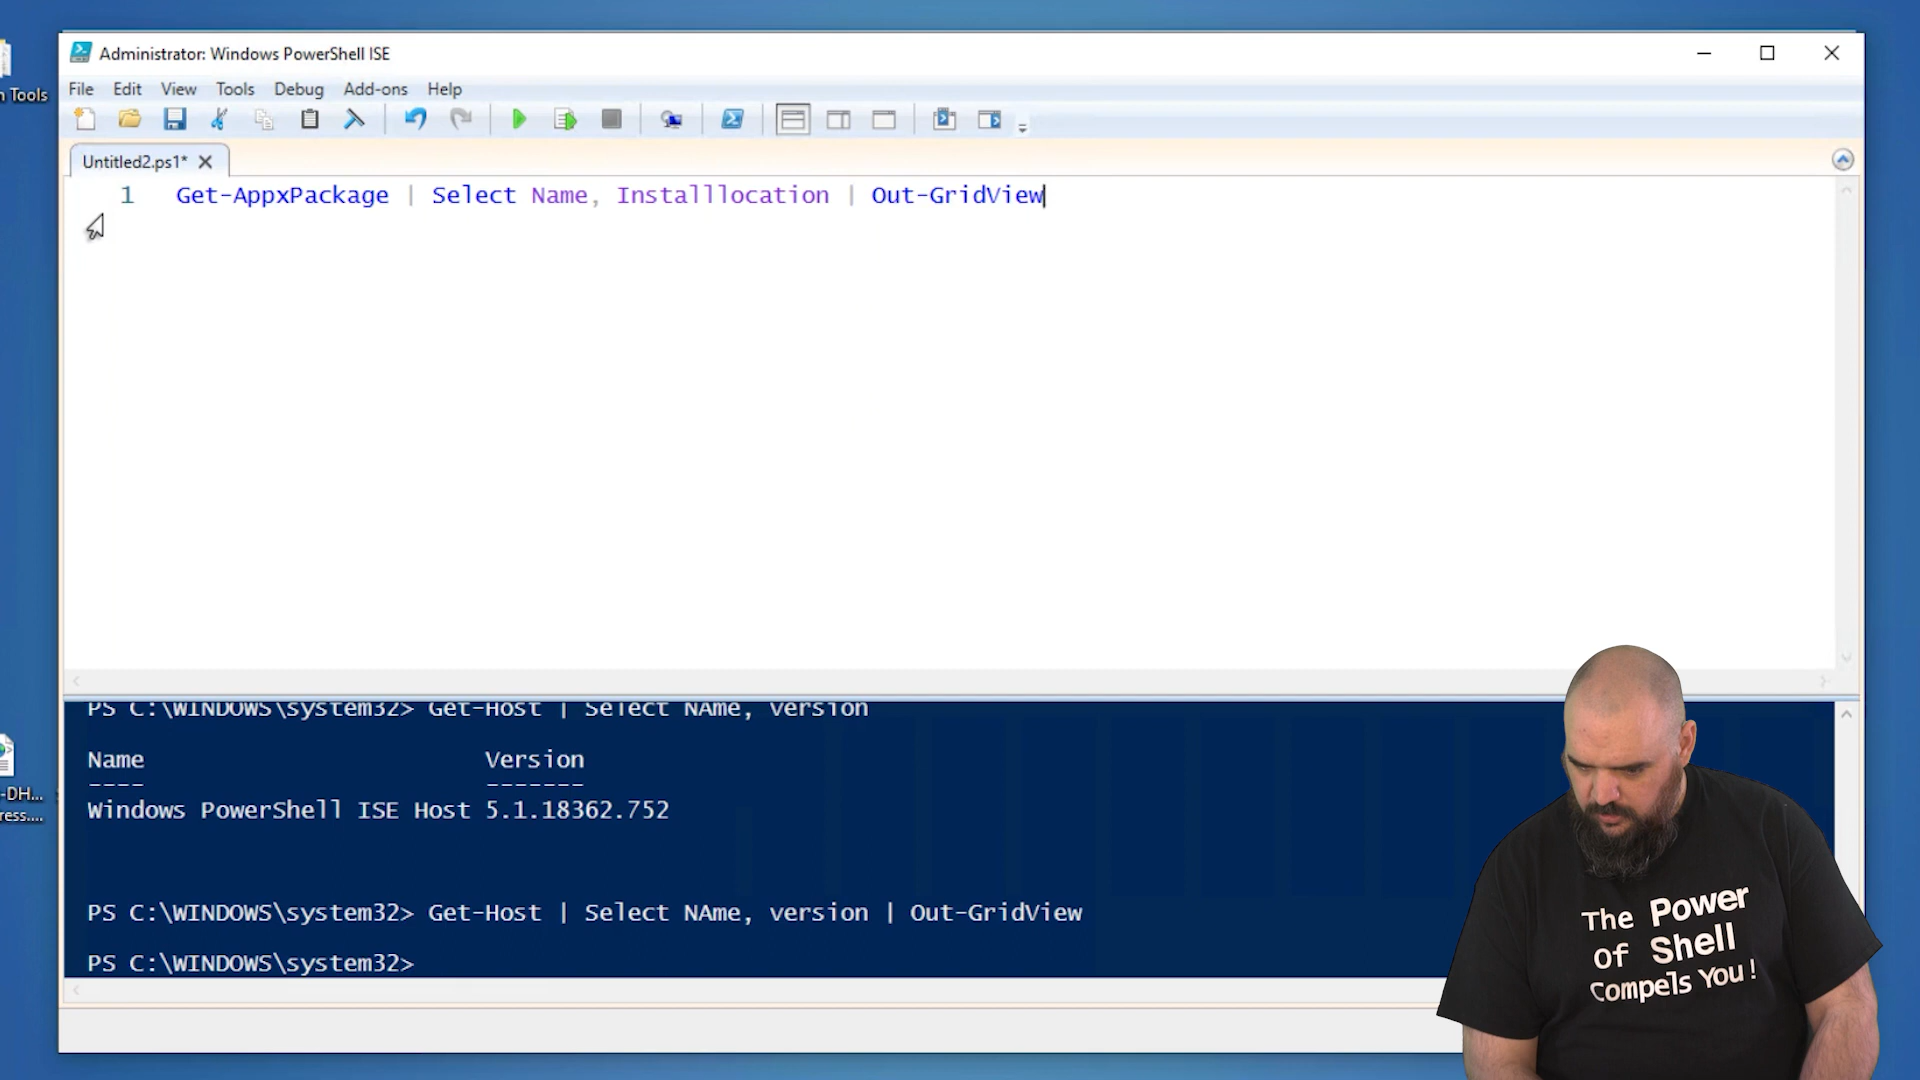 n Tools
Administrator: Windows PowerShell ISE
File Edit View Tools Debug Add-ons Help
Untitled2.ps1*
1 Get-AppxPackage | Select Name, Installlocation | Out-GridView
PS C:\WINDOWS\system32> Get-Host | Select NAme, version
Name Version
---- -------
Windows PowerShell ISE Host 5.1.18362.752
PS C:\WINDOWS\system32> Get-Host | Select NAme, version | Out-GridView
PS C:\WINDOWS\system32>
-DH...
ress....
The Power
of Shell
Compels You!